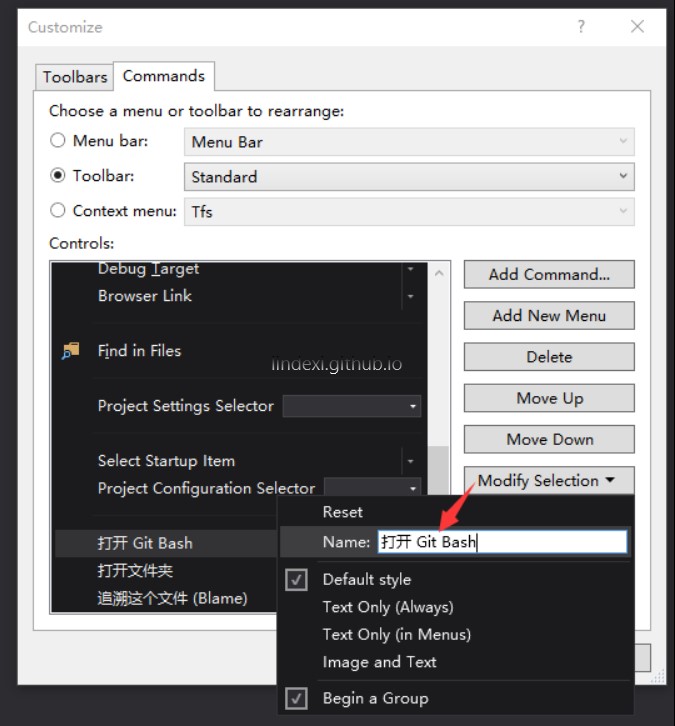 Customize
?
Toolbars
Commands
Choose a menu or toolbar to rearrange:
Menu bar:
Menu Bar
Toolbar:
Standard
Context menu:
Tfs
Controls:
Debug Target
Browser Link
Find in Files
lindexi.github.io
Project Settings Selector
Select Startup Item
Project Configuration Selector
打开 Git Bash
打开文件夹
追溯这个文件 (Blame)
Add Command...
Add New Menu
Delete
Move Up
Move Down
Modify Selection
Reset
Name: 打开 Git Bash
Default style
Text Only (Always)
Text Only (in Menus)
Image and Text
Begin a Group